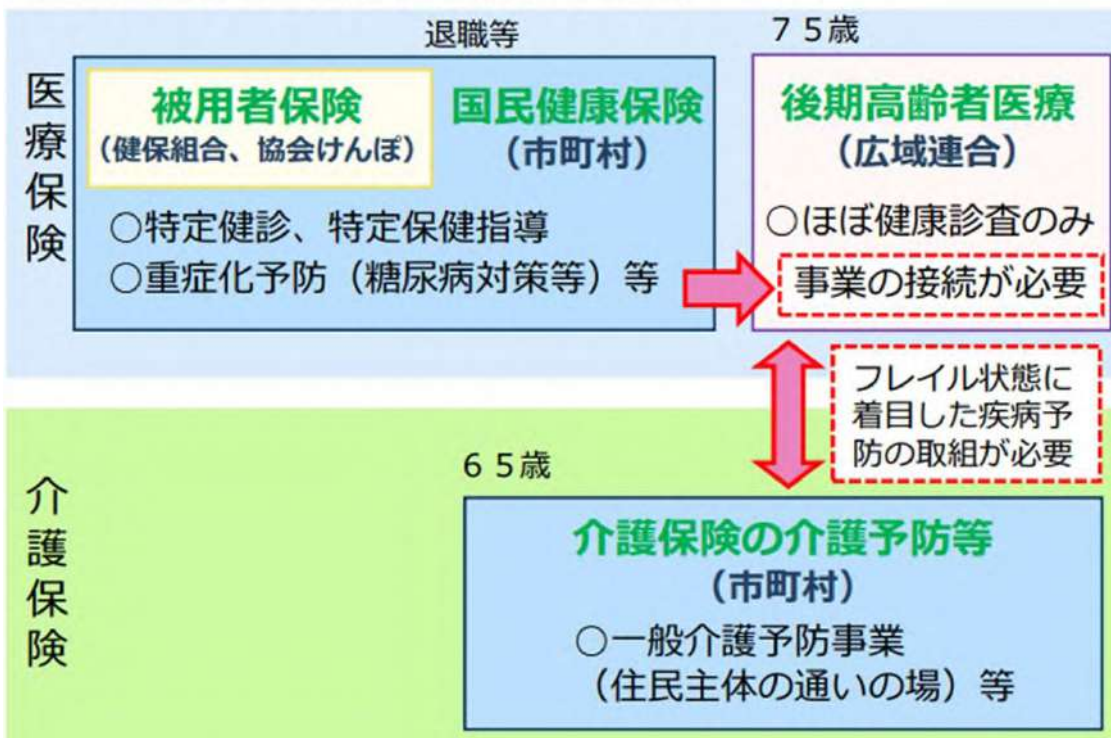 医療保険
退職等
75歳
被用者保険
(健保組合、協会けんぽ)
国民健康保険
(市町村)
○特定健診、特定保健指導
○重症化予防(糖尿病対策等)等
後期高齢者医療
(広域連合)
○ほぼ健康診査のみ
事業の接続が必要
フレイル状態に
着目した疾病予
防の取組が必要
介護保険
65歳
介護保険の介護予防等
(市町村)
○一般介護予防事業
(住民主体の通いの場)等